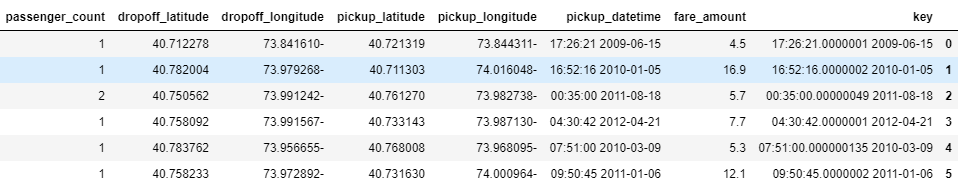 passenger_count dropoff_latitude dropoff_longitude pickup_latitude pickup_longitude pickup_datetime fare_amount key
1 40.712278 73.841610- 40.721319 73.844311- 17:26:21 2009-06-15 4.5 17:26:21.0000001 2009-06-15 0
1 40.782004 73.979268- 40.711303 74.016048- 16:52:16 2010-01-05 16.9 16:52:16.0000002 2010-01-05 1
2 40.750562 73.991242- 40.761270 73.982738- 00:35:00 2011-08-18 5.7 00:35:00.00000049 2011-08-18 2
1 40.758092 73.991567- 40.733143 73.987130- 04:30:42 2012-04-21 7.7 04:30:42.0000001 2012-04-21 3
1 40.783762 73.956655- 40.768008 73.968095- 07:51:00 2010-03-09 5.3 07:51:00.000000135 2010-03-09 4
1 40.758233 73.972892- 40.731630 74.000964- 09:50:45 2011-01-06 12.1 09:50:45.0000002 2011-01-06 5